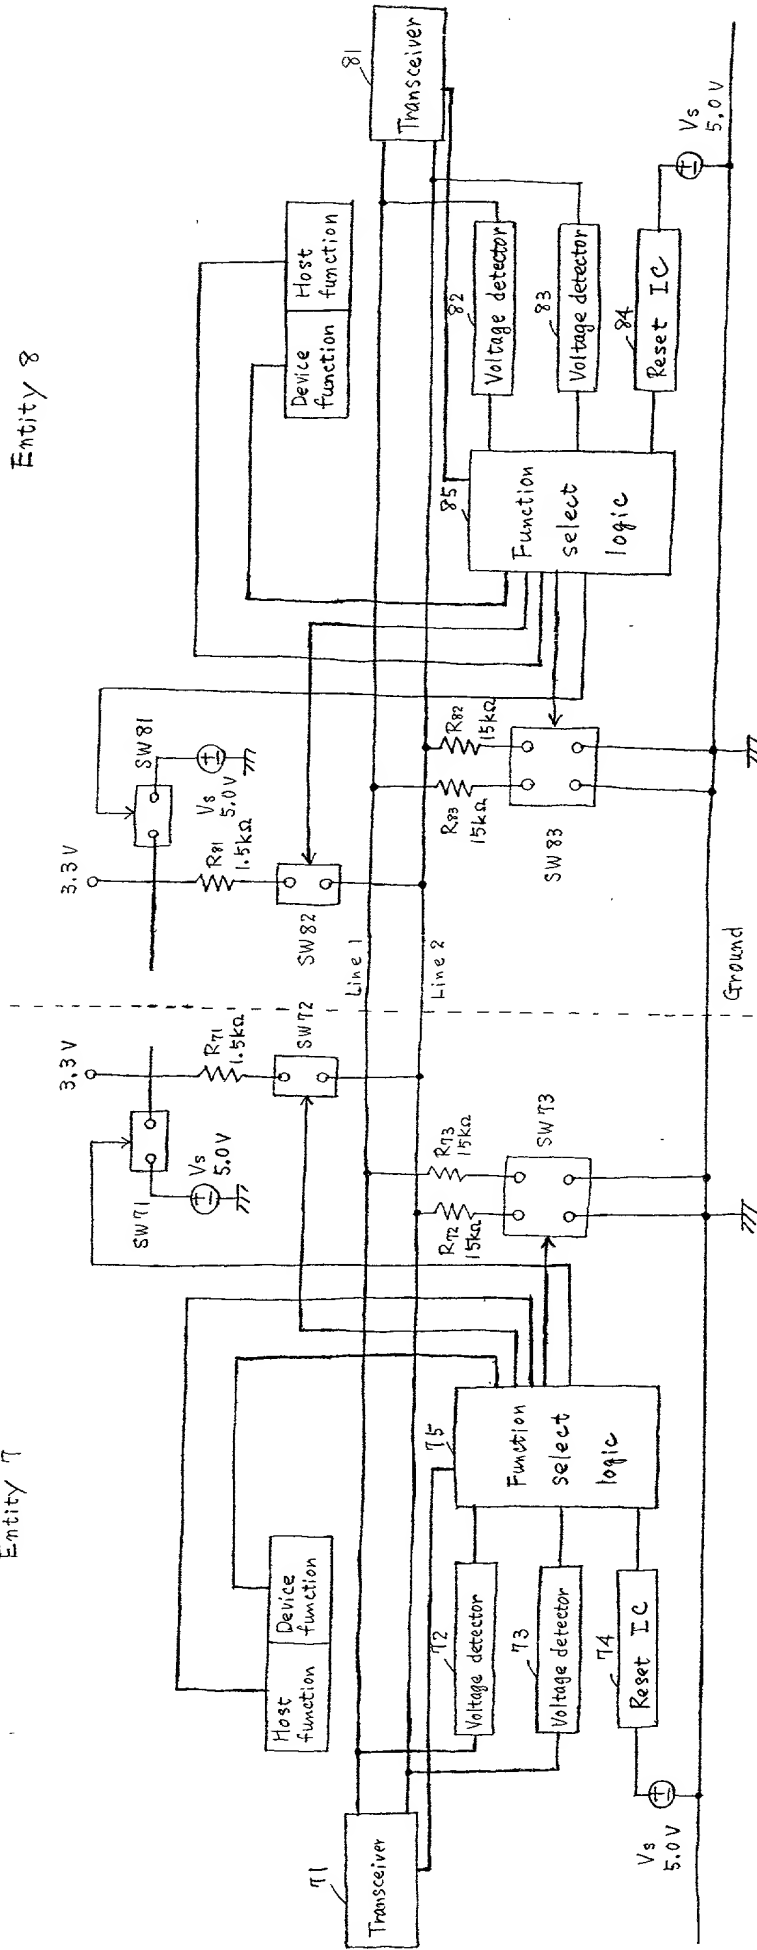 Entity 7
Entity 8
3.3V
3.3V
SW71
Vs
5.0V
R71
1.5kΩ
SW72
R81
1.5kΩ
SW81
Vs
5.0V
SW82
Host
function
Device
function
Device
function
Host
function
Line 1
Line 2
71
Transceiver
81
Transceiver
72
Voltage detector
73
Voltage detector
74
Reset IC
75
Function
select
logic
R72
15kΩ
R73
15kΩ
SW73
R83
15kΩ
R82
15kΩ
SW83
85
Function
select
logic
82
Voltage detector
83
Voltage detector
84
Reset IC
Vs
5.0V
Vs
5.0V
Ground